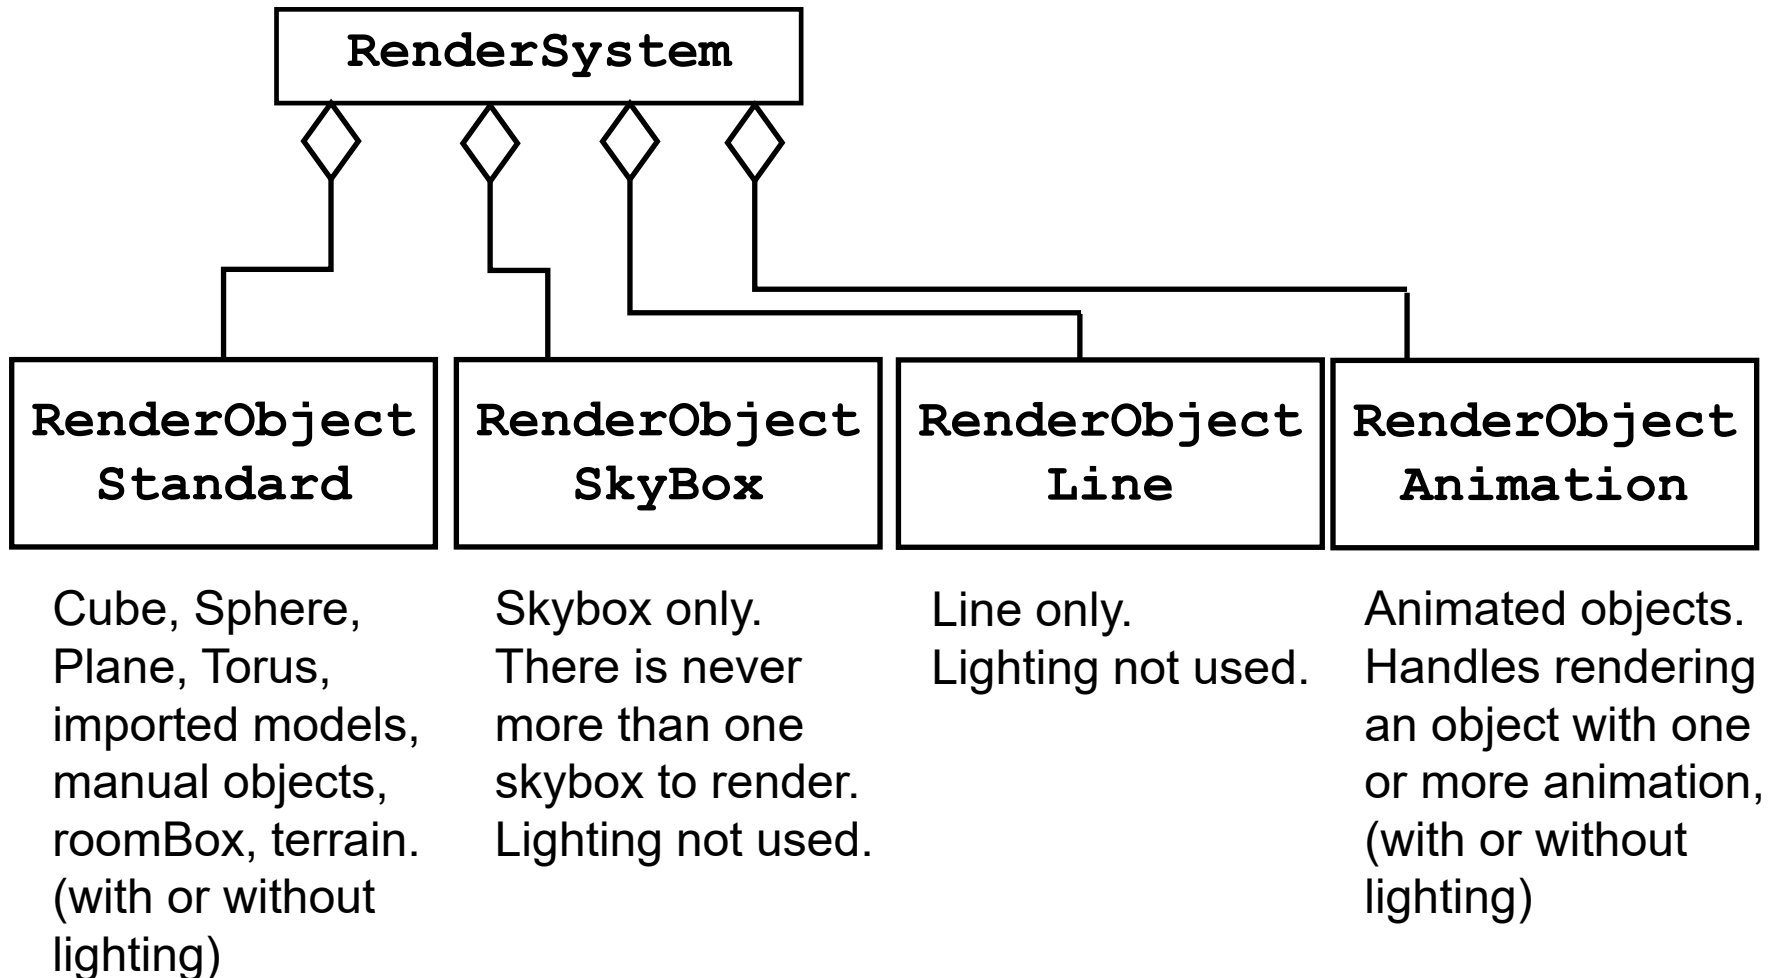 RenderSystem
RenderObject
Standard
RenderObject
SkyBox
RenderObject
Line
RenderObject
Animation
Cube, Sphere,
Plane, Torus,
imported models,
manual objects,
roomBox, terrain.
(with or without
lighting)
Skybox only.
There is never
more than one
skybox to render.
Lighting not used.
Line only.
Lighting not used.
Animated objects.
Handles rendering
an object with one
or more animation,
(with or without
lighting)